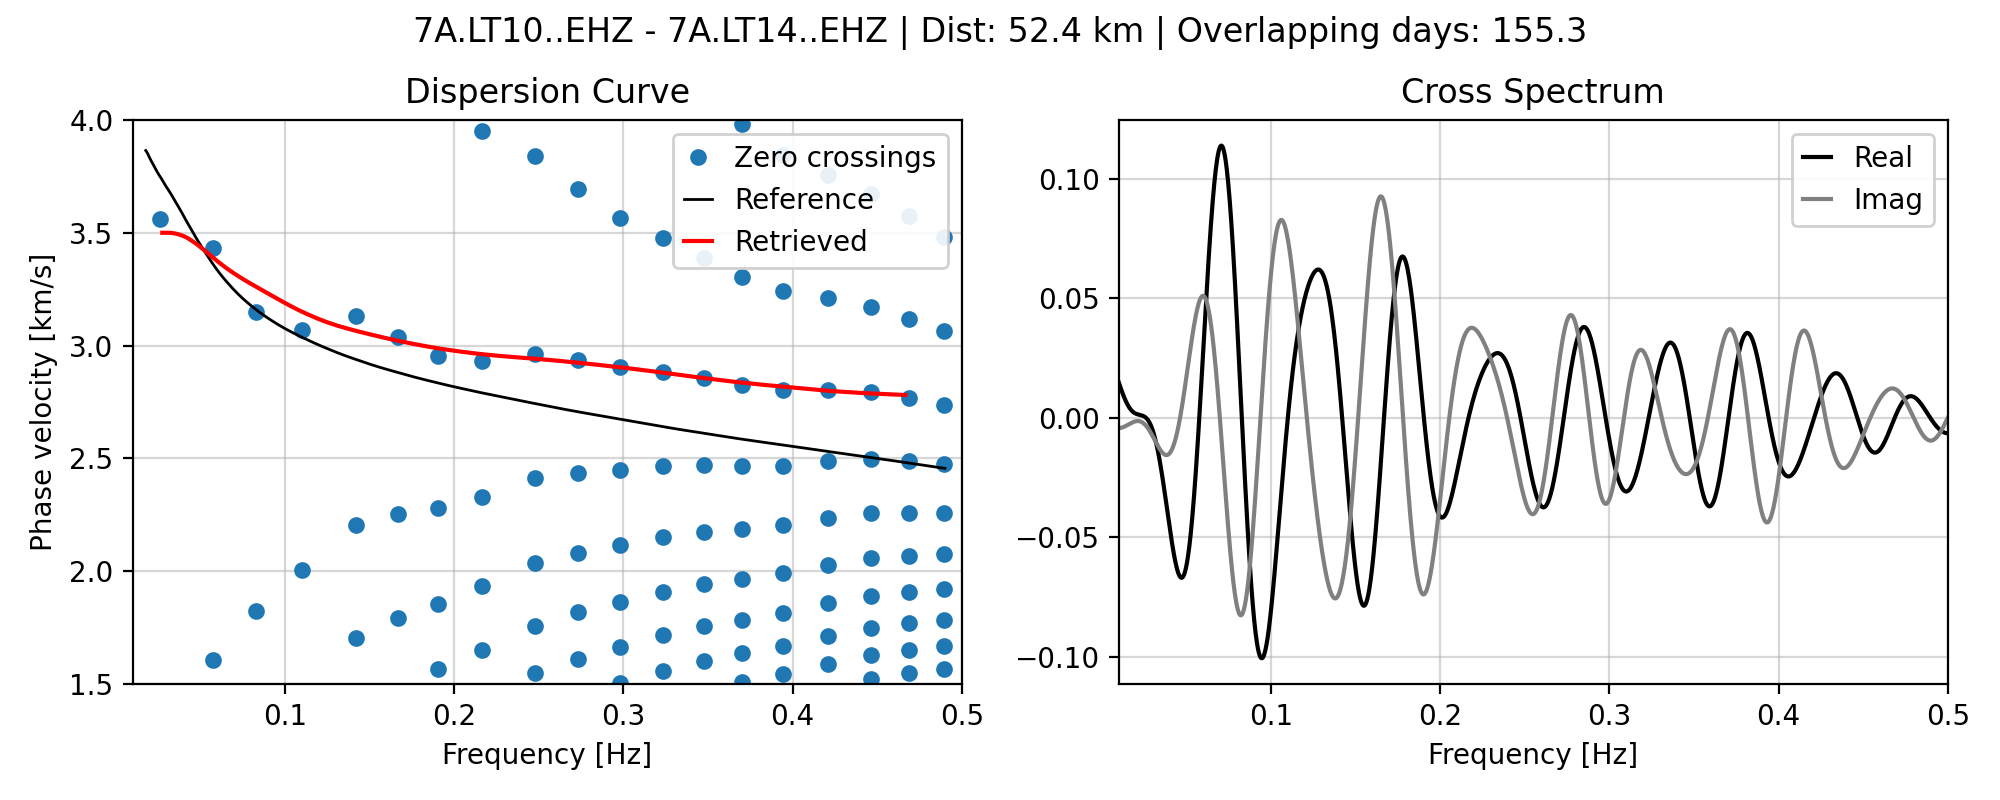 7A.LT10..EHZ - 7A.LT14..EHZ | Dist: 52.4 km | Overlapping days: 155.3
Dispersion Curve
Zero crossings
Reference
Retrieved
Phase velocity [km/s]
4.0
3.5
3.0
2.5
2.0
1.5
0.1 0.2 0.3 0.4 0.5
Frequency [Hz]
Cross Spectrum
Real
Imag
0.10
0.05
0.00
−0.05
−0.10
0.1 0.2 0.3 0.4 0.5
Frequency [Hz]